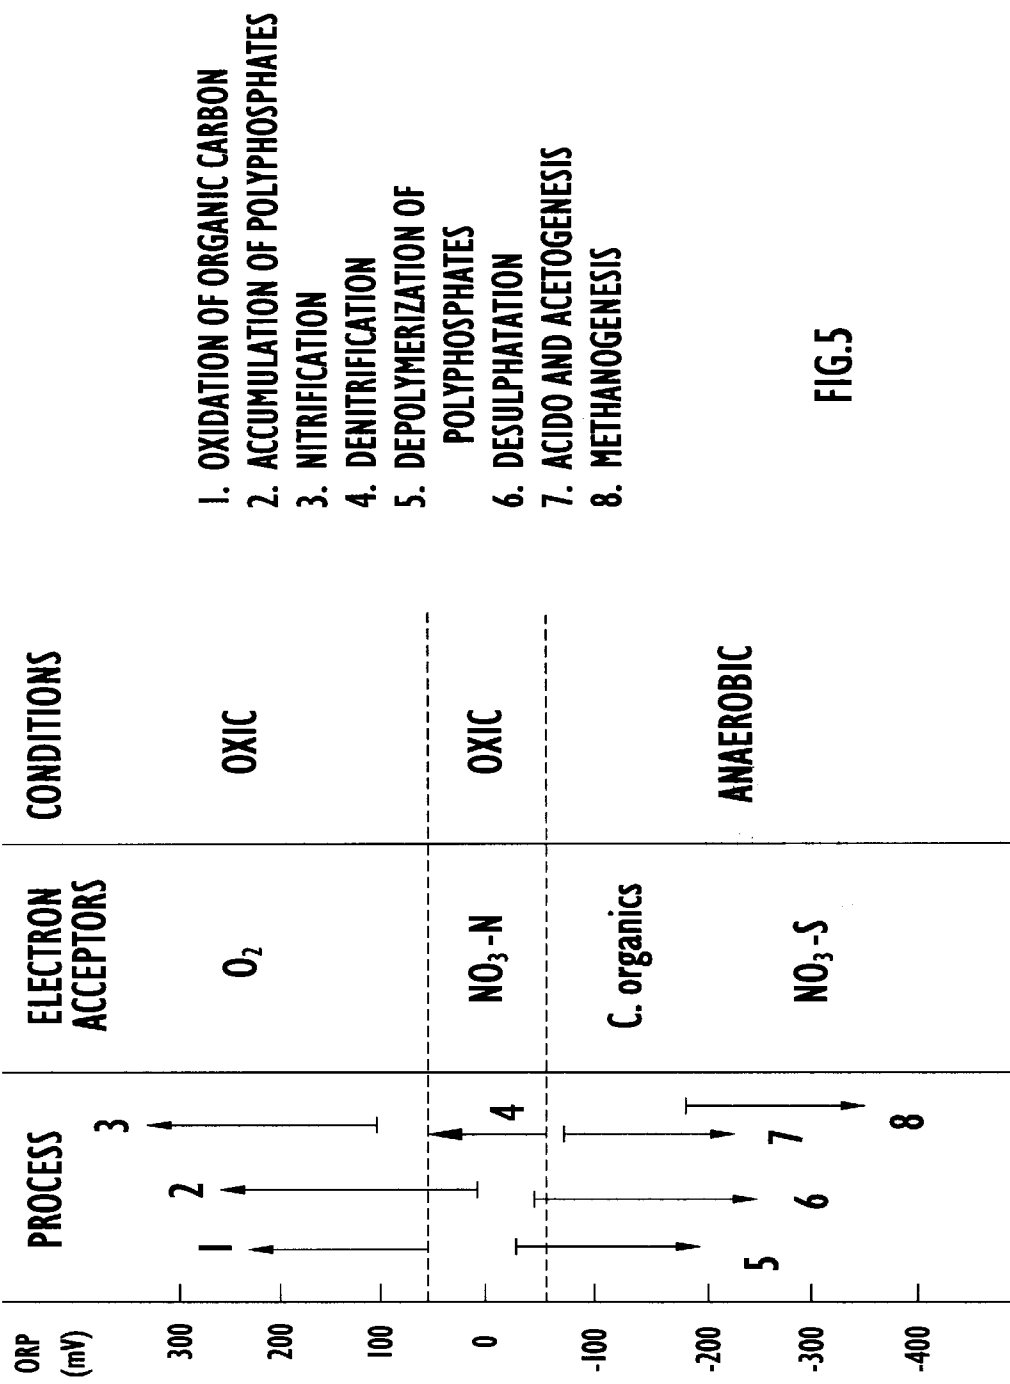 ORP
(mV)
PROCESS
ELECTRON
ACCEPTORS
CONDITIONS
300
200
100
0
-100
-200
-300
-400
1
2
3
4
5
6
7
8
O₂
NO₃-N
C. organics
NO₃-S
OXIC
OXIC
ANAEROBIC
1. OXIDATION OF ORGANIC CARBON
2. ACCUMULATION OF POLYPHOSPHATES
3. NITRIFICATION
4. DENITRIFICATION
5. DEPOLYMERIZATION OF
POLYPHOSPHATES
6. DESULPHATATION
7. ACIDO AND ACETOGENESIS
8. METHANOGENESIS
FIG.5